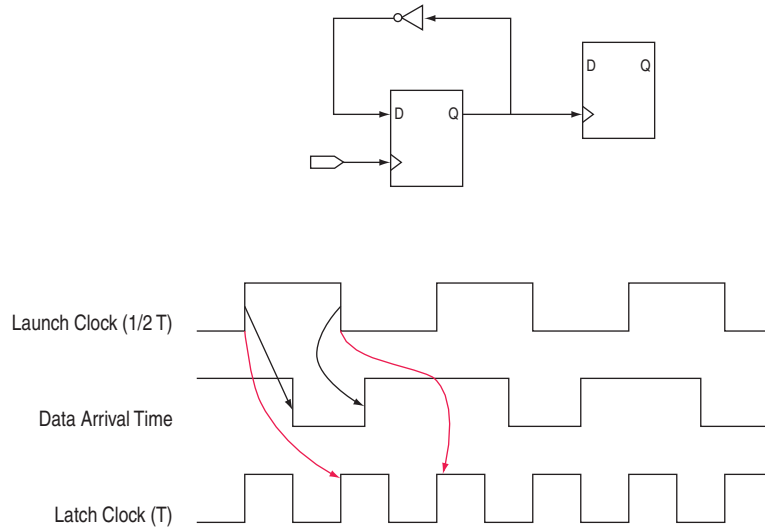 D Q
D Q
Launch Clock (1/2 T)
Data Arrival Time
Latch Clock (T)